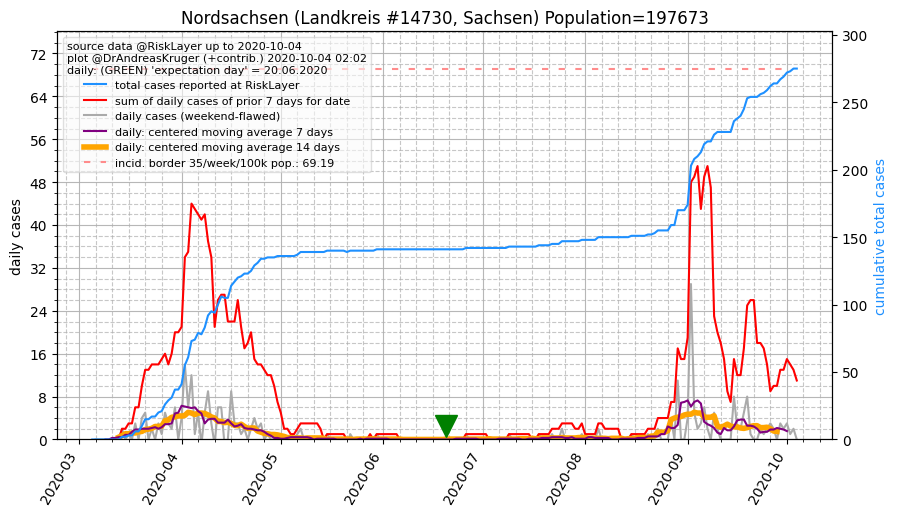 Nordsachsen (Landkreis #14730, Sachsen) Population=197673
source data @RiskLayer up to 2020-10-04
plot @DrAndreasKruger (+contrib.) 2020-10-04 02:02
daily: (GREEN) 'expectation day' = 20.06.2020
total cases reported at RiskLayer
sum of daily cases of prior 7 days for date
daily cases (weekend-flawed)
daily: centered moving average 7 days
daily: centered moving average 14 days
incid. border 35/week/100k pop.: 69.19
daily cases
72
64
56
48
40
32
24
16
8
0
cumulative total cases
300
250
200
150
100
50
0
2020-03
2020-04
2020-05
2020-06
2020-07
2020-08
2020-09
2020-10